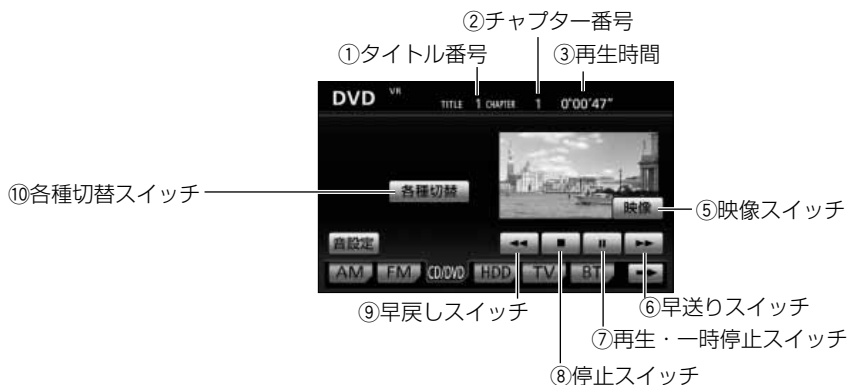 ②チャプター番号
①タイトル番号
③再生時間
DVD VR TITLE 1 CHAPTER 1 0°00'47"
⑩各種切替スイッチ
各種切替
映像
⑤映像スイッチ
音設定
AM FM CD/DVD HDD TV BT
⑨早戻しスイッチ
⑥早送りスイッチ
⑦再生・一時停止スイッチ
⑧停止スイッチ